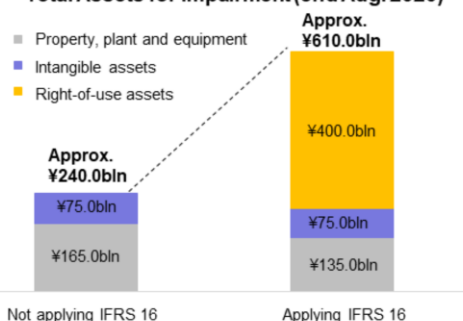 Property, plant and equipment
Intangible assets
Right-of-use assets
Approx.
¥610.0bln
¥400.0bln
¥75.0bln
¥135.0bln
Approx.
¥240.0bln
¥75.0bln
¥165.0bln
Not applying IFRS 16
Applying IFRS 16